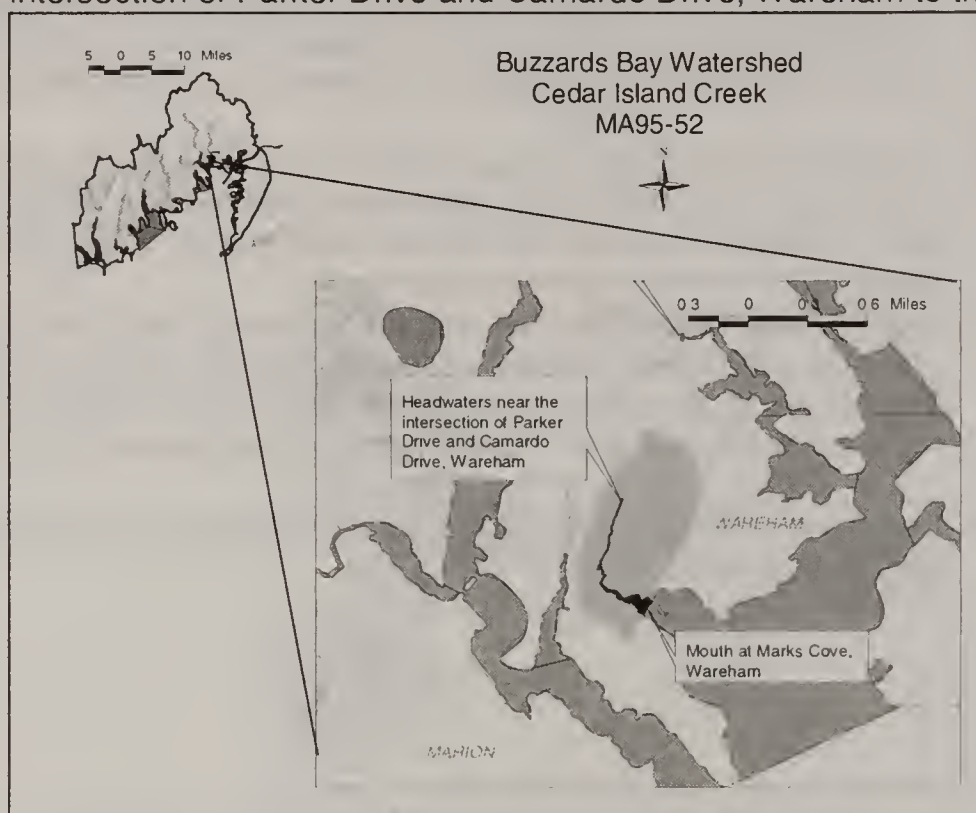 intersection of Parker Drive and Camardo Drive, Wareham to th
5 0 5 10 Miles
Buzzards Bay Watershed
Cedar Island Creek
MA95-52
N
0 3 0 0 3 0 6 Miles
Headwaters near the
intersection of Parker
Drive and Camardo
Drive, Wareham
WAREHAM
Mouth at Marks Cove,
Wareham
MARION